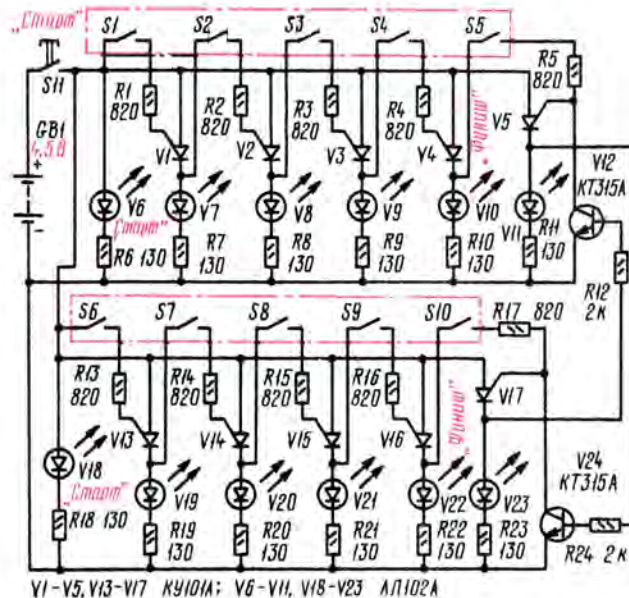 „Старт"
S1 S2 S3 S4 S5
S11
GB1
4,5 В
+
-
R1 820
R2 820
R3 820
R4 820
R5 820
V1 V2 V3 V4 V5
„Финиш"
V12
КТ315А
V6 V7 V8 V9 V10 V11
„Старт"
R6 130
R7 130
R8 130
R9 130
R10 130
R11 130
R12 2к
S6 S7 S8 S9 S10
R17 820
R13 820
R14 820
R15 820
R16 820
V13 V14 V15 V16 V17
„Финиш"
V24
КТ315А
V18 V19 V20 V21 V22 V23
„Старт"
R18 130
R19 130
R20 130
R21 130
R22 130
R23 130
R24 2к
V1-V5, V13-V17 КУ101А; V6-V11, V18-V23 АЛ102А